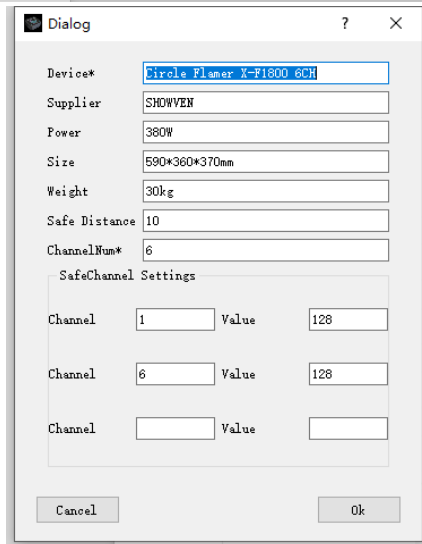 Dialog ? ×
Device* Circle Flamer X-F1800 6CH
Supplier SHOWVEN
Power 380W
Size 590*360*370mm
Weight 30kg
Safe Distance 10
ChannelNum* 6
SafeChannel Settings
Channel 1 Value 128
Channel 6 Value 128
Channel Value
Cancel Ok